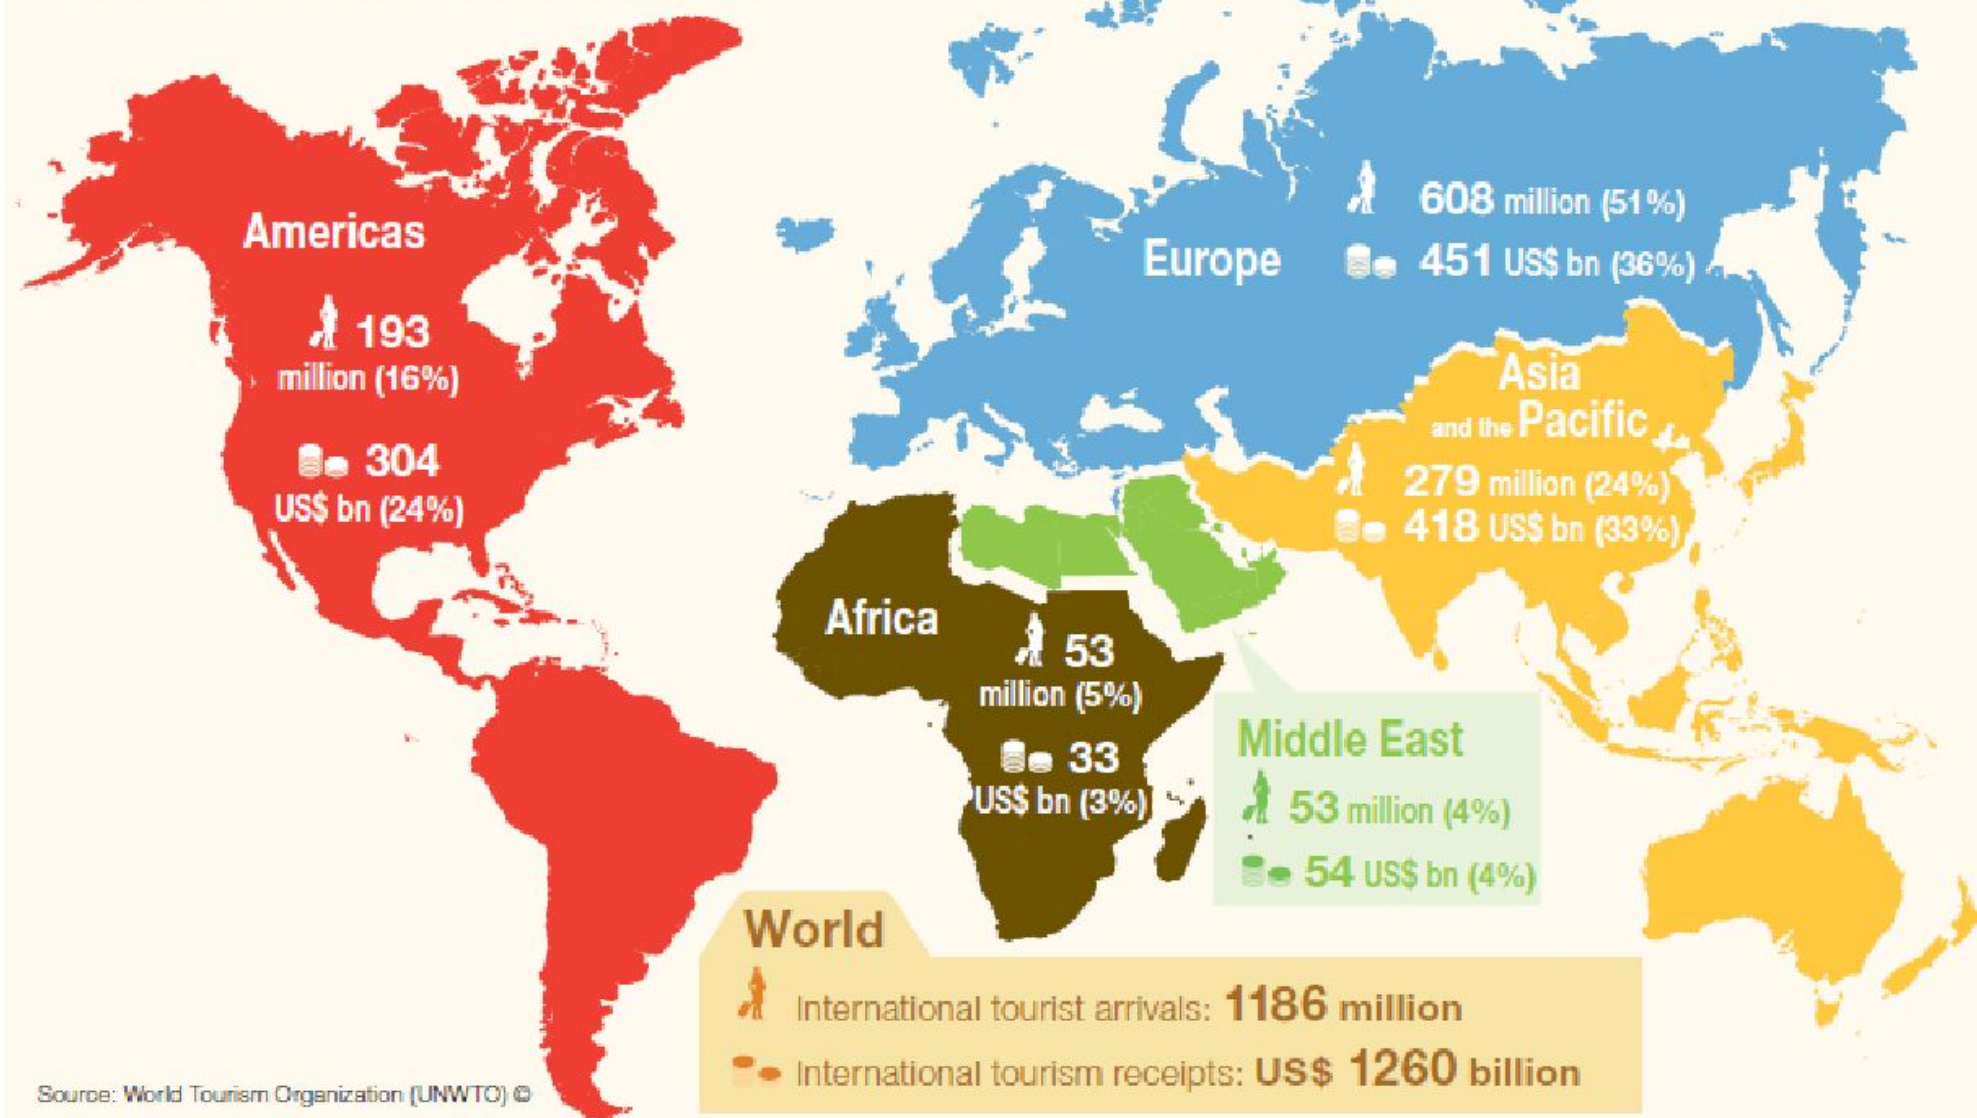 Americas
193
million (16%)
304
US$ bn (24%)
Europe
608 million (51%)
451 US$ bn (36%)
Asia
and the Pacific
279 million (24%)
418 US$ bn (33%)
Africa
53
million (5%)
33
US$ bn (3%)
Middle East
53 million (4%)
54 US$ bn (4%)
World
International tourist arrivals: 1186 million
International tourism receipts: US$ 1260 billion
Source: World Tourism Organization (UNWTO) ©